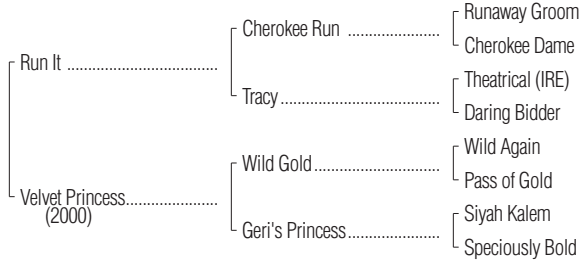 Runaway Groom
Cherokee Run ......................
Cherokee Dame
Run It ....................................
Theatrical (IRE)
Tracy......................................
Daring Bidder
Wild Again
Wild Gold..............................
Pass of Gold
Velvet Princess......................
(2000)
Siyah Kalem
Geri's Princess......................
Speciously Bold